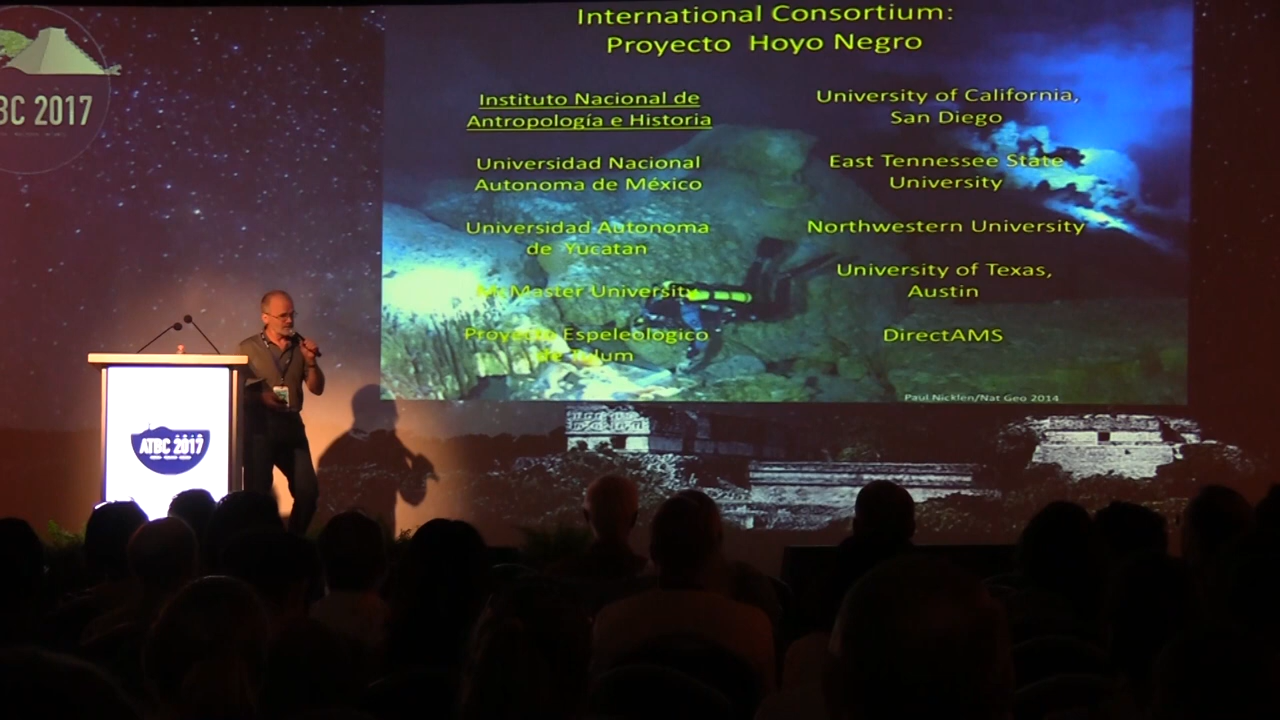 International Consortium:
Proyecto Hoyo Negro
Instituto Nacional de
Antropología e Historia
Universidad Nacional
Autonoma de México
Universidad Autonoma
de Yucatan
McMaster University
Proyecto Espeleologico
de Tulum
University of California,
San Diego
East Tennessee State
University
Northwestern University
University of Texas,
Austin
DirectAMS
Paul Nicklen/Nat Geo 2014
BC 2017
ATBC 2017